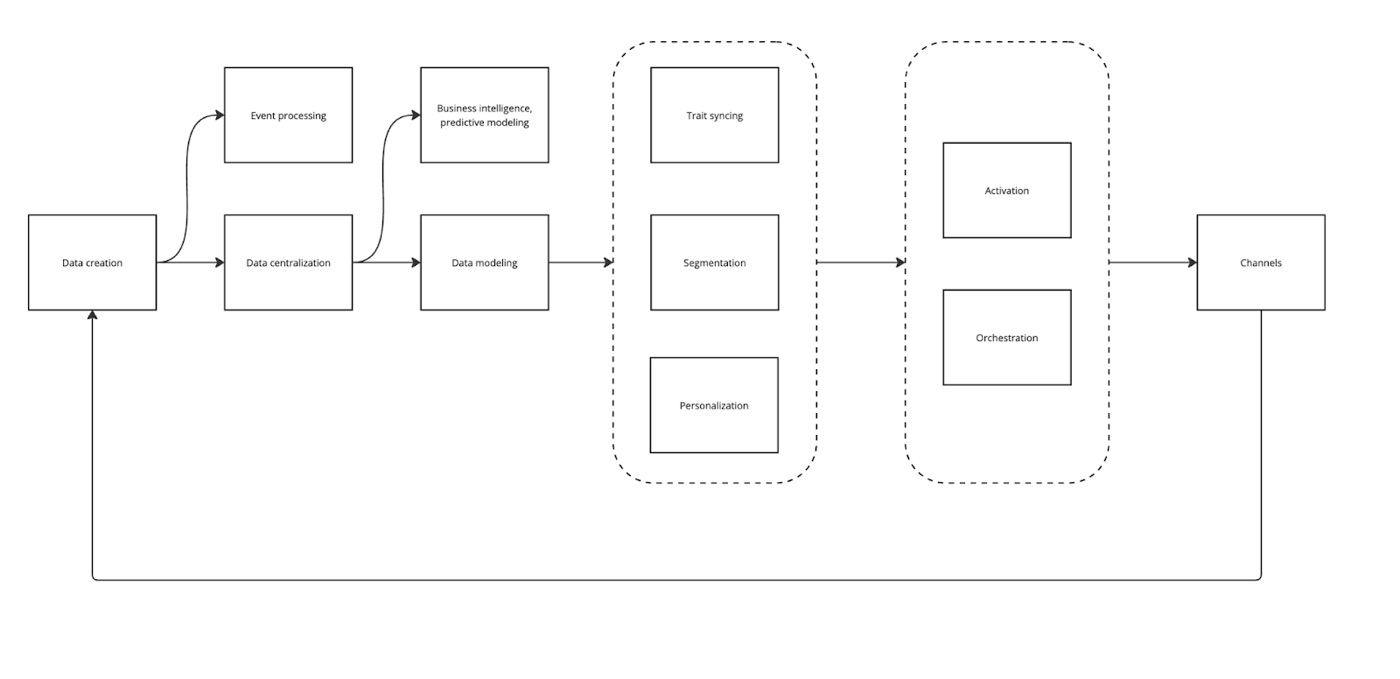 Event processing
Business intelligence,
predictive modeling
Trait syncing
Activation
Data creation
Data centralization
Data modeling
Segmentation
Channels
Orchestration
Personalization